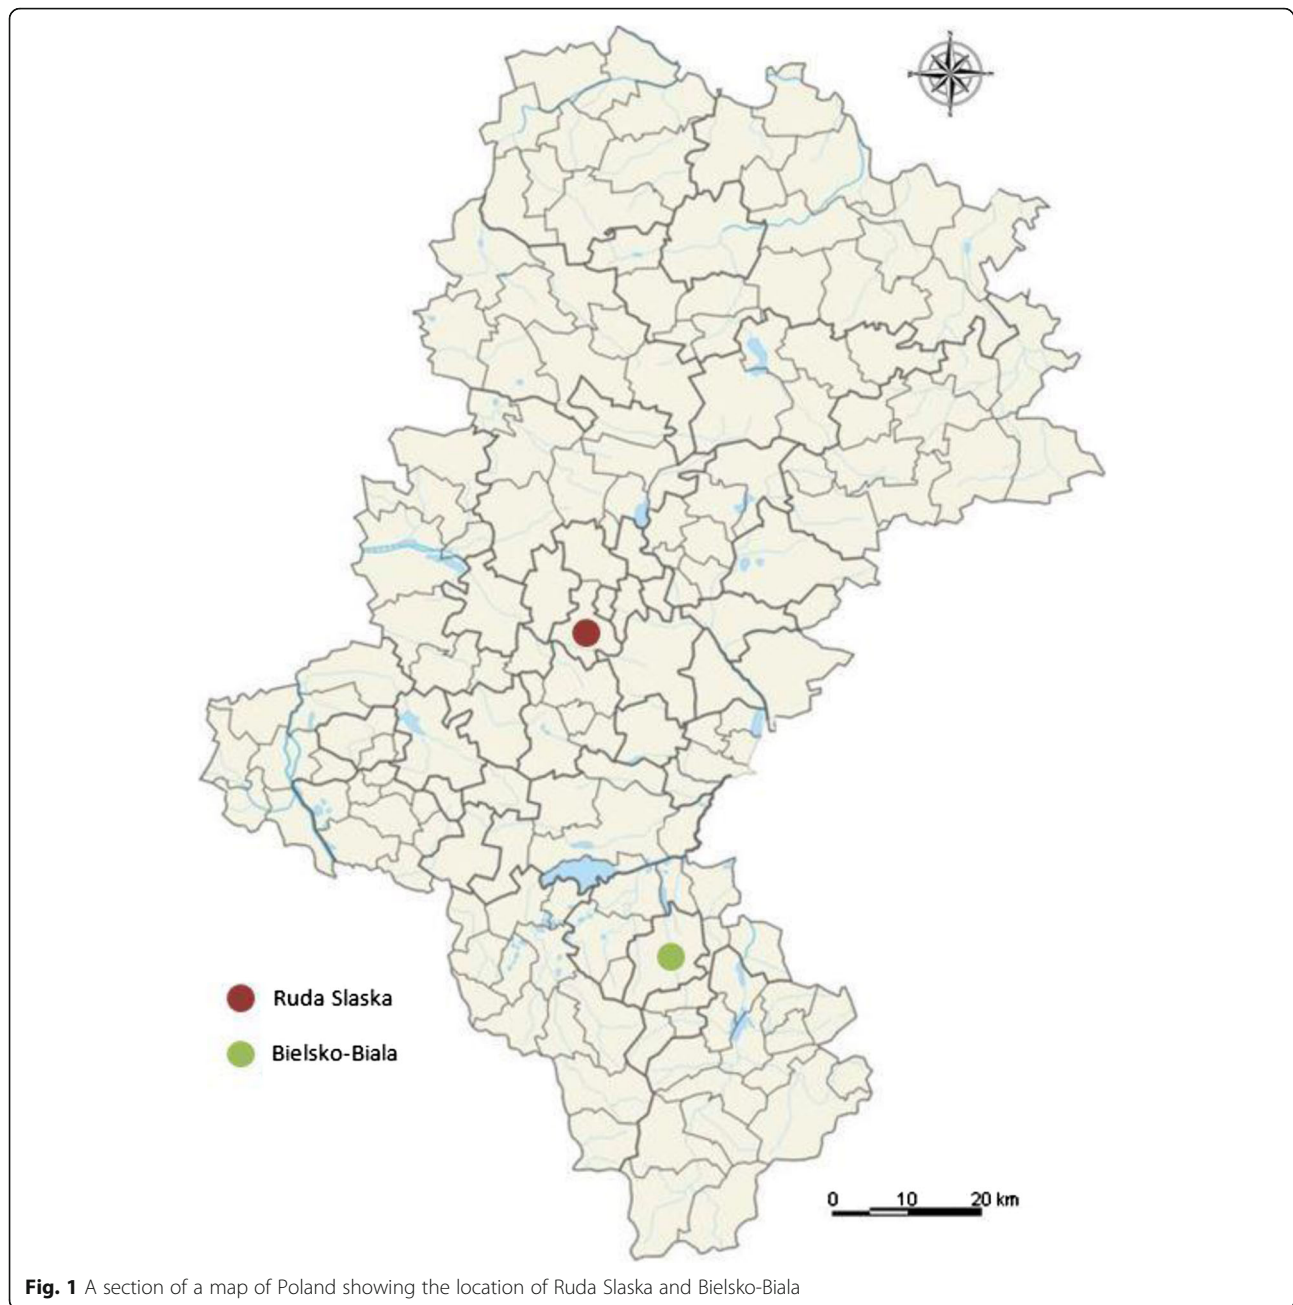 Ruda Slaska
Bielsko-Biala
0 10 20 km
Fig. 1 A section of a map of Poland showing the location of Ruda Slaska and Bielsko-Biala